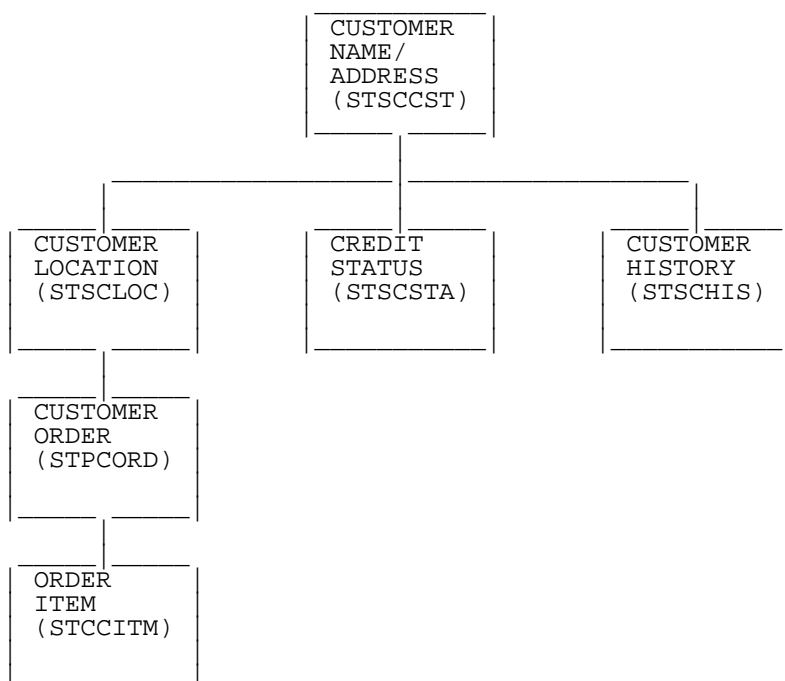 CUSTOMER
NAME/
ADDRESS
(STSCCST)
CUSTOMER
LOCATION
(STSCLOC)
CREDIT
STATUS
(STSCSTA)
CUSTOMER
HISTORY
(STSCHIS)
CUSTOMER
ORDER
(STPCORD)
ORDER
ITEM
(STCCITM)